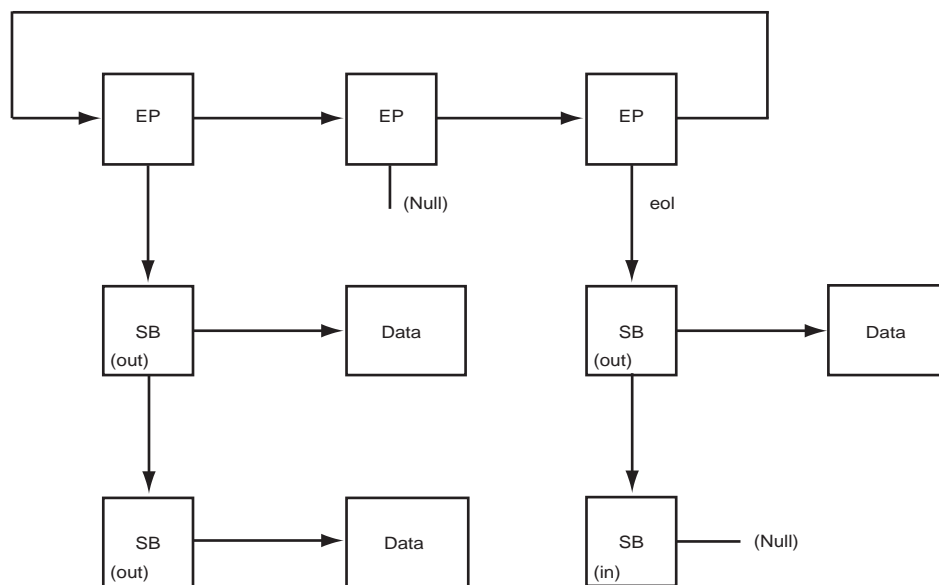 EP
EP
EP
(Null)
eol
SB
(out)
Data
SB
(out)
Data
SB
(out)
Data
SB
(in)
(Null)